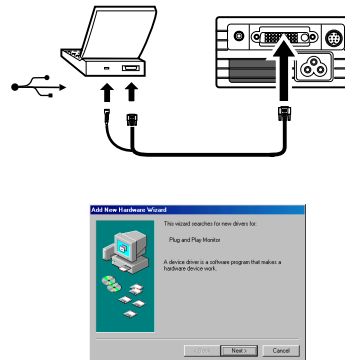 Add New Hardware Wizard
This wizard searches for new drivers for:
Plug and Play Monitor
A device driver is a software program that makes a
hardware device work.
< Back
Next >
Cancel